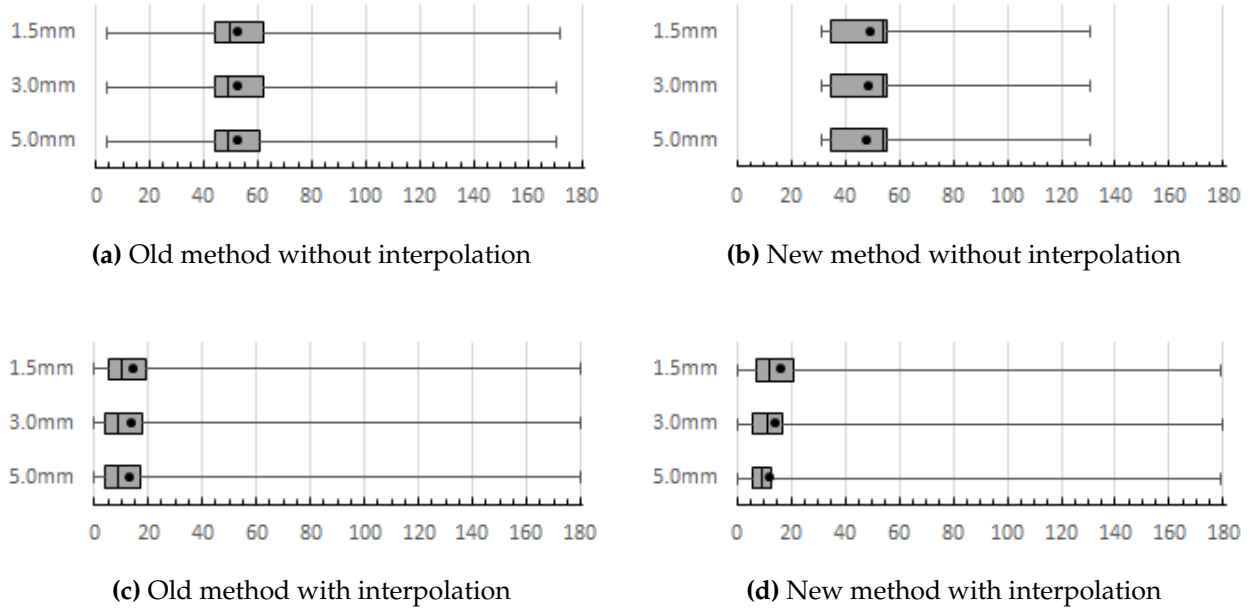 1.5mm
3.0mm
5.0mm
0 20 40 60 80 100 120 140 160 180
(a) Old method without interpolation
1.5mm
3.0mm
5.0mm
0 20 40 60 80 100 120 140 160 180
(b) New method without interpolation
1.5mm
3.0mm
5.0mm
0 20 40 60 80 100 120 140 160 180
(c) Old method with interpolation
1.5mm
3.0mm
5.0mm
0 20 40 60 80 100 120 140 160 180
(d) New method with interpolation